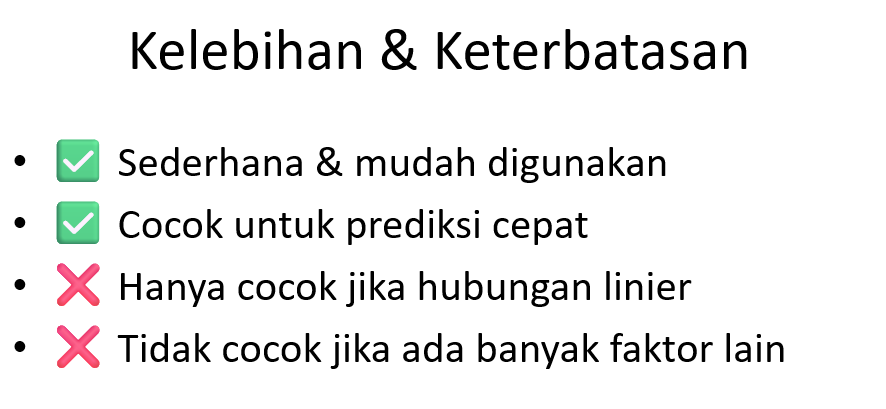 Kelebihan & Keterbatasan
• ✅ Sederhana & mudah digunakan
• ✅ Cocok untuk prediksi cepat
• ❌ Hanya cocok jika hubungan linier
• ❌ Tidak cocok jika ada banyak faktor lain